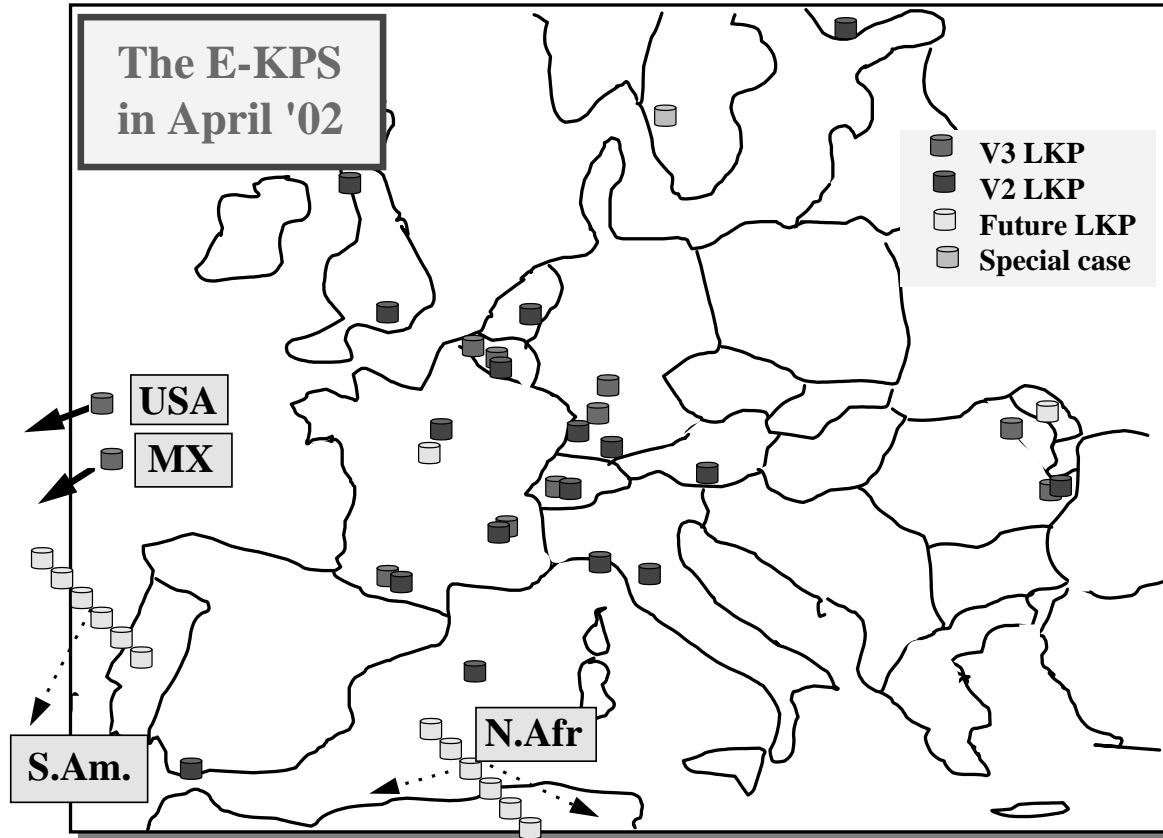 The E-KPS
in April '02
V3 LKP
V2 LKP
Future LKP
Special case
USA
MX
S.Am.
N.Afr